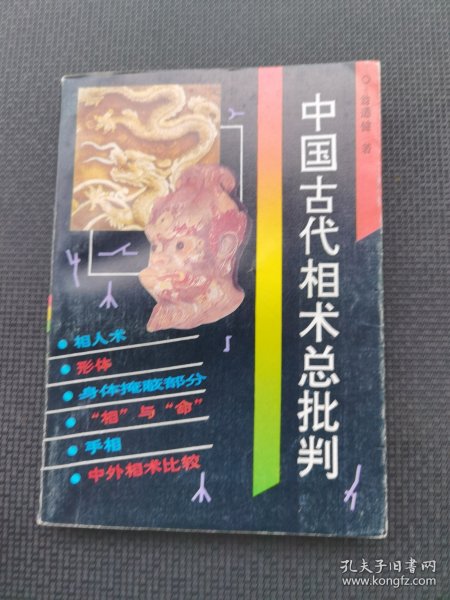 中国古代相术总批判
著
相人术
形体
身体掩蔽部分
“相”与“命”
手相
中外相术比较
孔夫子旧书网
www.kongfz.com